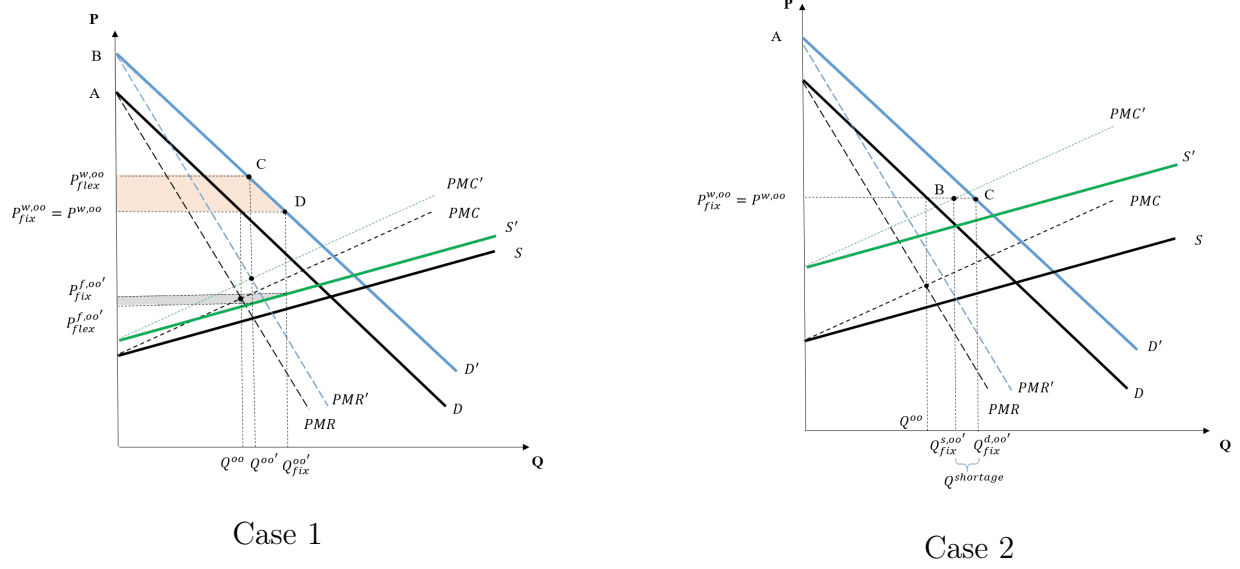 P
B
A
C
D
P^{w,oo}_{flex}
P^{w,oo}_{fix} = P^{w,oo}
P^{f,oo′}_{fix}
P^{f,oo′}_{flex}
PMC′
PMC
S′
S
D′
D
PMR′
PMR
Q^{oo} Q^{oo′} Q^{oo′}_{fix}
Q
Case 1
P
A
P^{w,oo}_{fix} = P^{w,oo}
B
C
PMC′
S′
PMC
S
D′
D
PMR′
PMR
Q^{oo}
Q^{s,oo′}_{fix} Q^{d,oo′}_{fix}
Q^{shortage}
Q
Case 2